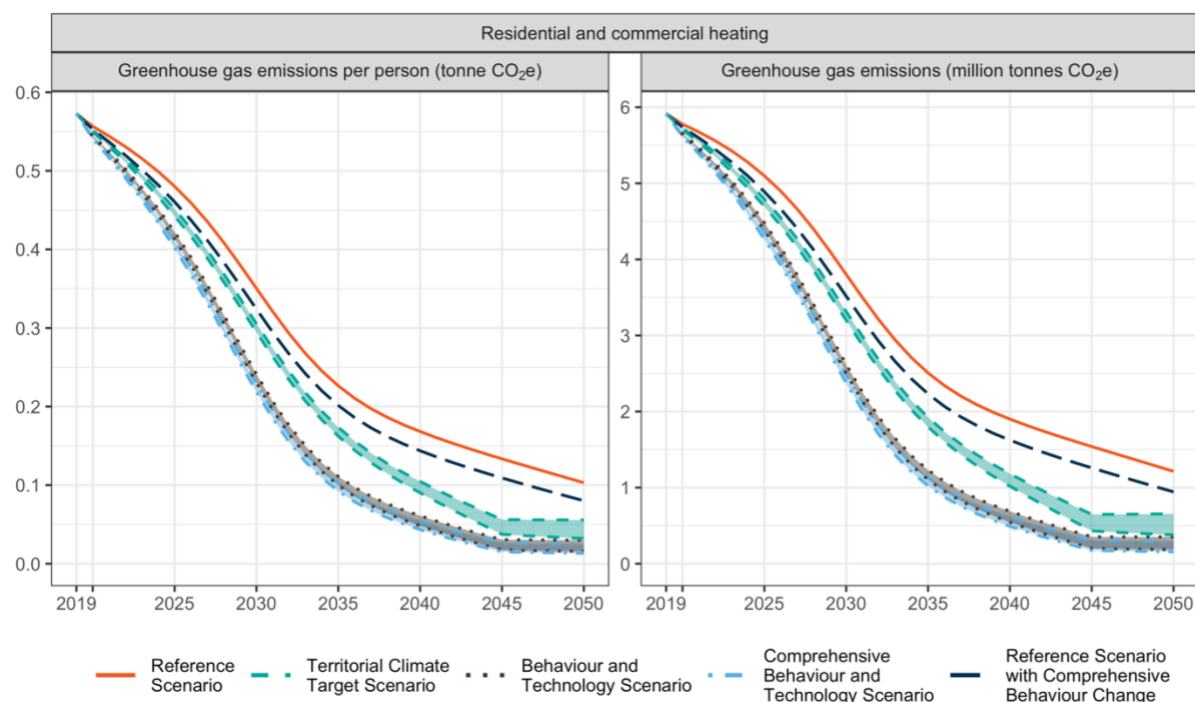 Residential and commercial heating
Greenhouse gas emissions per person (tonne CO₂e)
Greenhouse gas emissions (million tonnes CO₂e)
0.6
0.5
0.4
0.3
0.2
0.1
0.0
6
5
4
3
2
1
0
2019 2025 2030 2035 2040 2045 2050
2019 2025 2030 2035 2040 2045 2050
Reference
Scenario
Territorial Climate
Target Scenario
Behaviour and
Technology Scenario
Comprehensive
Behaviour and
Technology Scenario
Reference Scenario
with Comprehensive
Behaviour Change